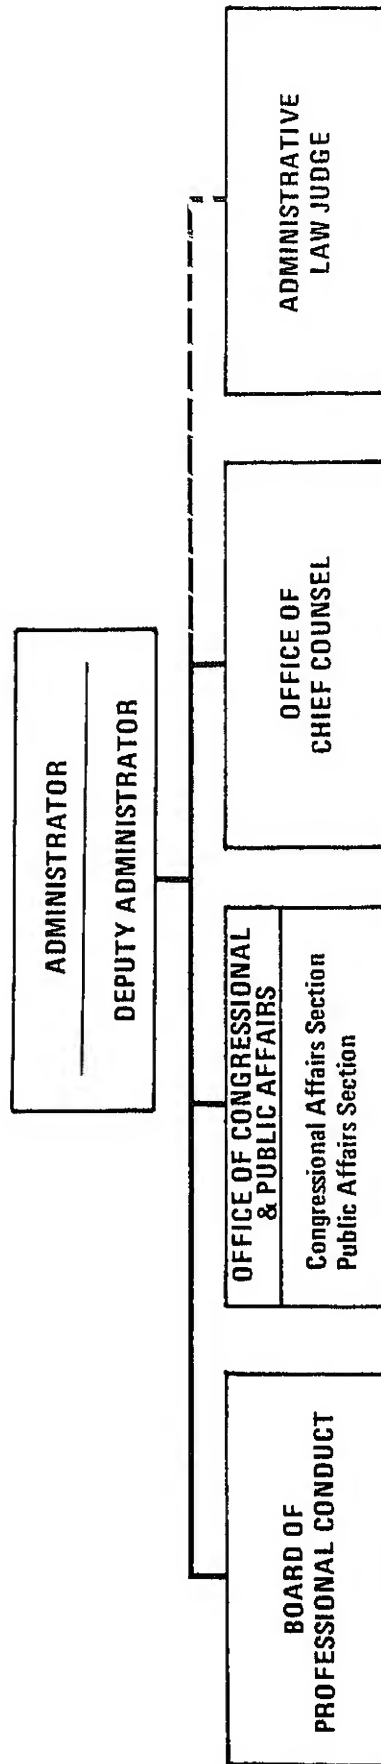 ADMINISTRATOR
DEPUTY ADMINISTRATOR
BOARD OF
PROFESSIONAL CONDUCT
OFFICE OF CONGRESSIONAL
& PUBLIC AFFAIRS
Congressional Affairs Section
Public Affairs Section
OFFICE OF
CHIEF COUNSEL
ADMINISTRATIVE
LAW JUDGE